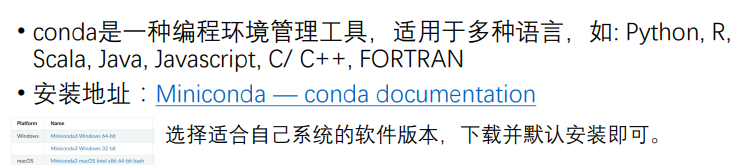 • conda是一种编程环境管理工具，适用于多种语言，如: Python, R,
Scala, Java, Javascript, C/ C++, FORTRAN
• 安装地址：Miniconda — conda documentation
Platform Name
Windows Miniconda3 Windows 64-bit
Miniconda3 Windows 32-bit
macOS Miniconda3 macOS Intel x86 64-bit bash
选择适合自己系统的软件版本，下载并默认安装即可。